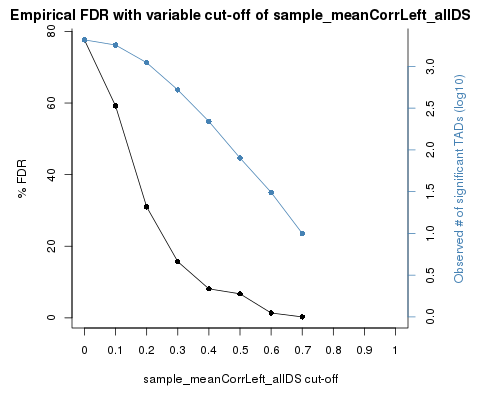 Empirical FDR with variable cut-off of sample_meanCorrLeft_allDS
80
60
40
20
0
% FDR
3.0
2.5
2.0
1.5
1.0
0.5
0.0
Observed # of significant TADs (log10)
0 0.1 0.2 0.3 0.4 0.5 0.6 0.7 0.8 0.9 1
sample_meanCorrLeft_allDS cut-off